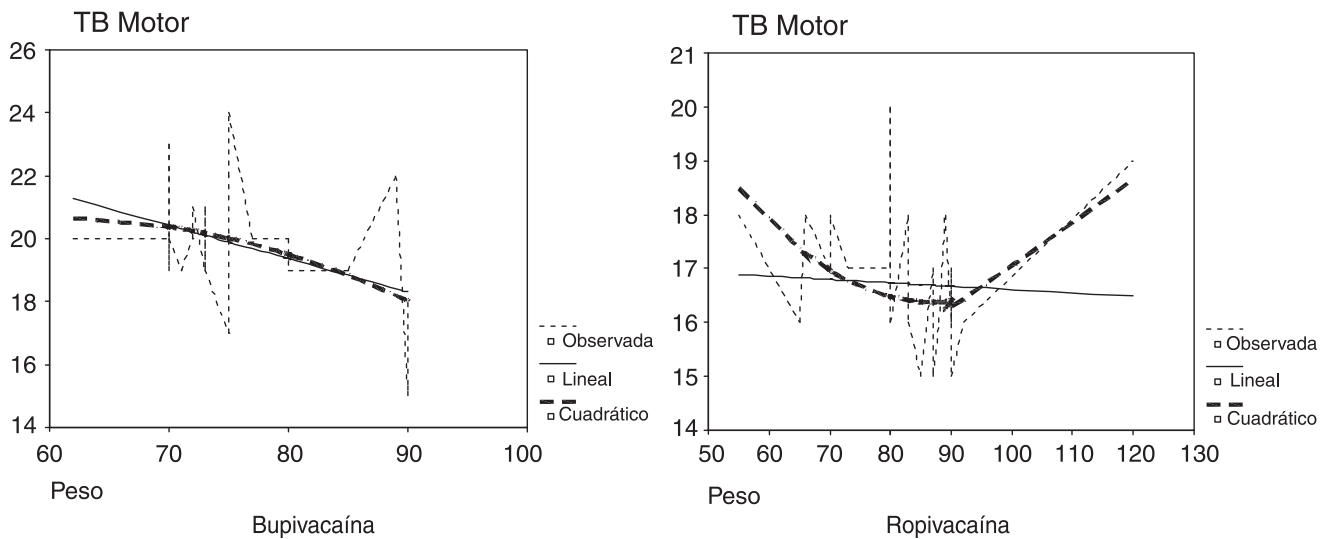 TB Motor
26
24
22
20
18
16
14
60
70
80
90
100
Peso
Bupivacaína
Observada
Lineal
Cuadrático
TB Motor
21
20
19
18
17
16
15
14
50
60
70
80
90
100
110
120
130
Peso
Ropivacaína
Observada
Lineal
Cuadrático